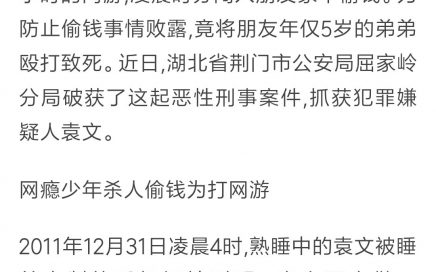 防止偷钱事情败露,竟将朋友年仅5岁的弟弟
殴打致死。近日,湖北省荆门市公安局屈家岭
分局破获了这起恶性刑事案件,抓获犯罪嫌
疑人袁文。
网瘾少年杀人偷钱为打网游
2011年12月31日凌晨4时,熟睡中的袁文被睡